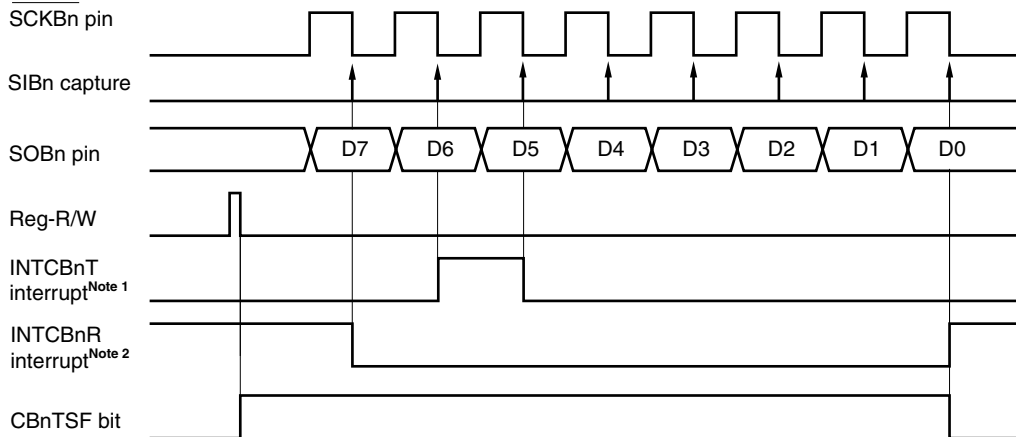 SCKBn pin
SIBn capture
SOBn pin D7 D6 D5 D4 D3 D2 D1 D0
Reg-R/W
INTCBnT
interruptNote 1
INTCBnR
interruptNote 2
CBnTSF bit